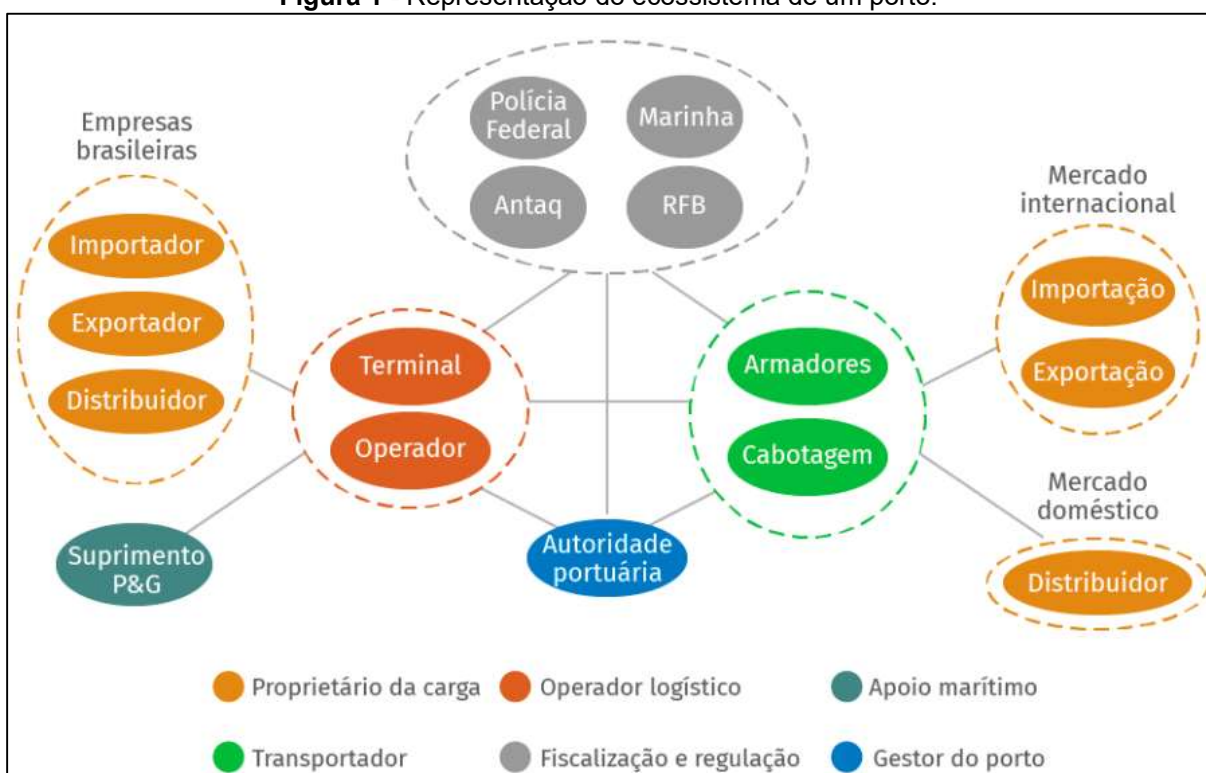 Figura 1 - Representação do ecossistema de um porto.
Polícia
Federal
Marinha
Antaq
RFB
Empresas
brasileiras
Importador
Exportador
Distribuidor
Terminal
Operador
Armadores
Cabotagem
Mercado
internacional
Importação
Exportação
Mercado
doméstico
Distribuidor
Suprimento
P&G
Autoridade
portuária
Proprietário da carga
Operador logístico
Apoio marítimo
Transportador
Fiscalização e regulação
Gestor do porto